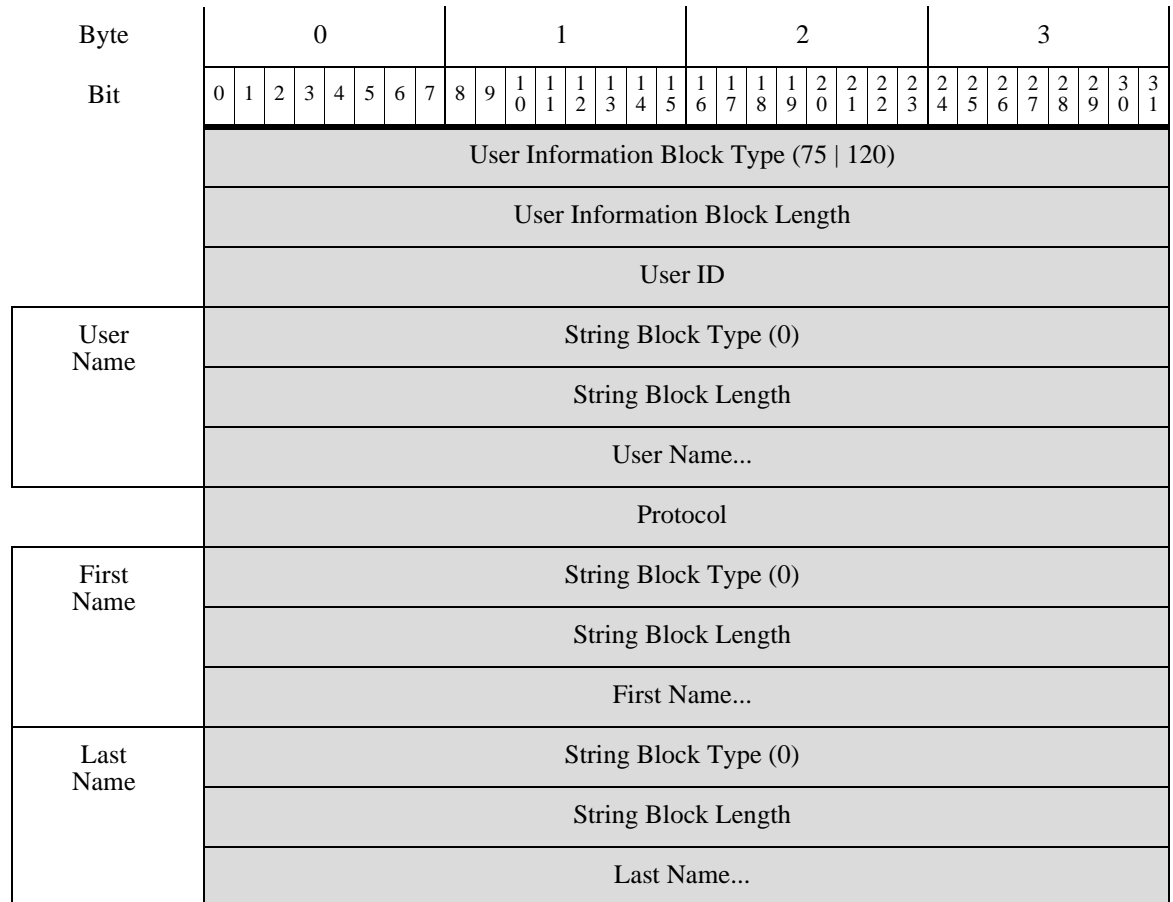 Byte 0 1 2 3
Bit 0 1 2 3 4 5 6 7 8 9 10 11 12 13 14 15 16 17 18 19 20 21 22 23 24 25 26 27 28 29 30 31
User Information Block Type (75 | 120)
User Information Block Length
User ID
User
Name
String Block Type (0)
String Block Length
User Name...
Protocol
First
Name
String Block Type (0)
String Block Length
First Name...
Last
Name
String Block Type (0)
String Block Length
Last Name...